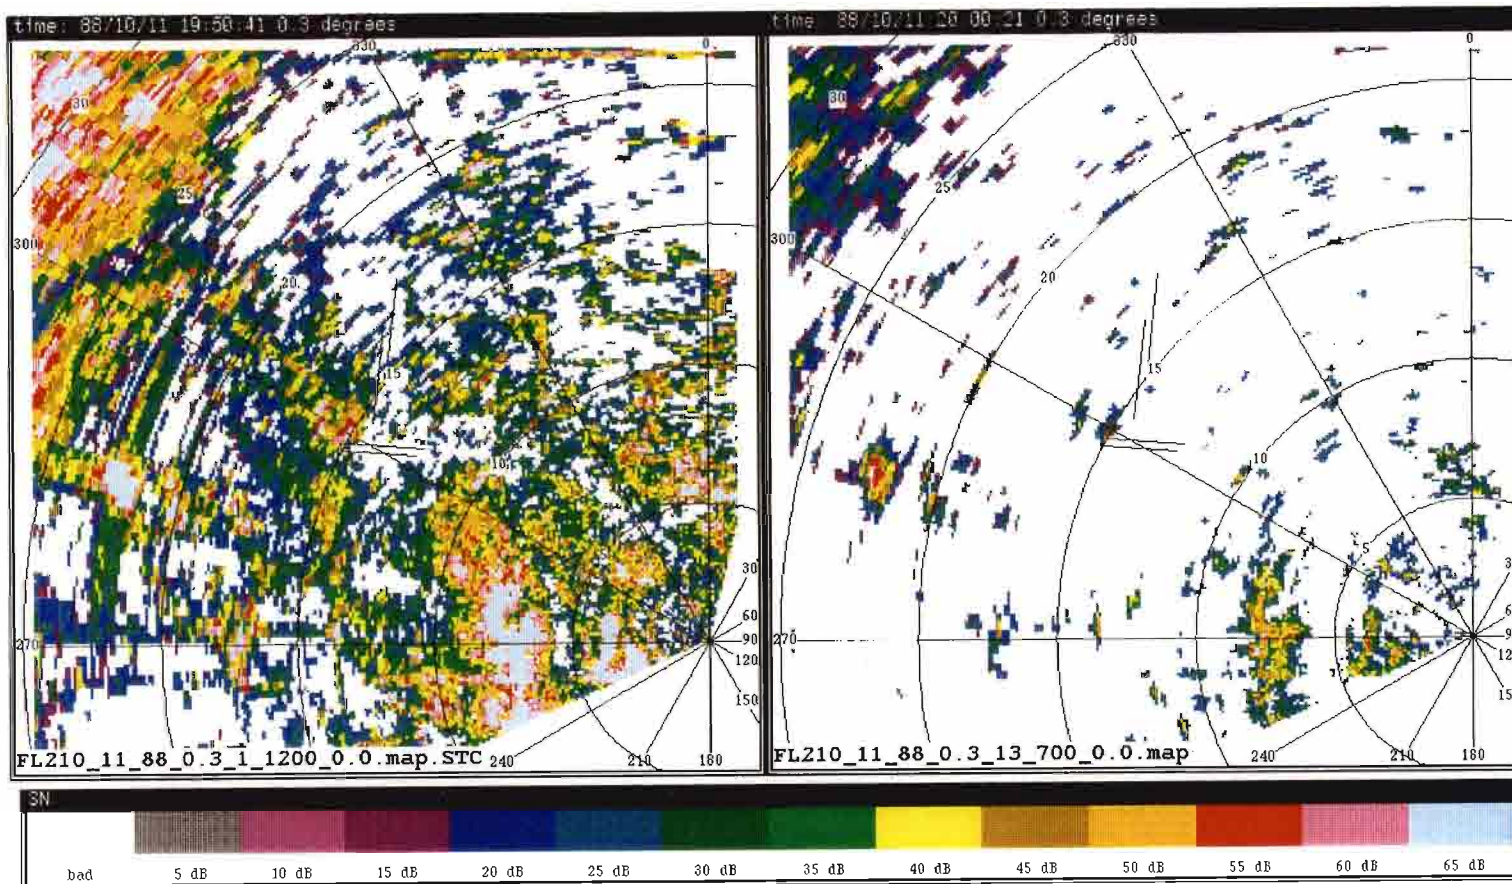 time: 88/10/11 19:50:41 0.3 degrees
time 88/10/11 20 00:21 0.3 degrees
330
0.
330
0
30
30
25
25
300
300
20
20
15
15
10
10
5
5
30
60
60
270
90
270
120
150
15
FL210_11_88_0.3_1_1200_0.0.map.STC
240
210
180
FL210_11_88_0.3_13_700_0.0.map
240
210
180
SN
bad
5 dB
10 dB
15 dB
20 dB
25 dB
30 dB
35 dB
40 dB
45 dB
50 dB
55 dB
60 dB
65 dB